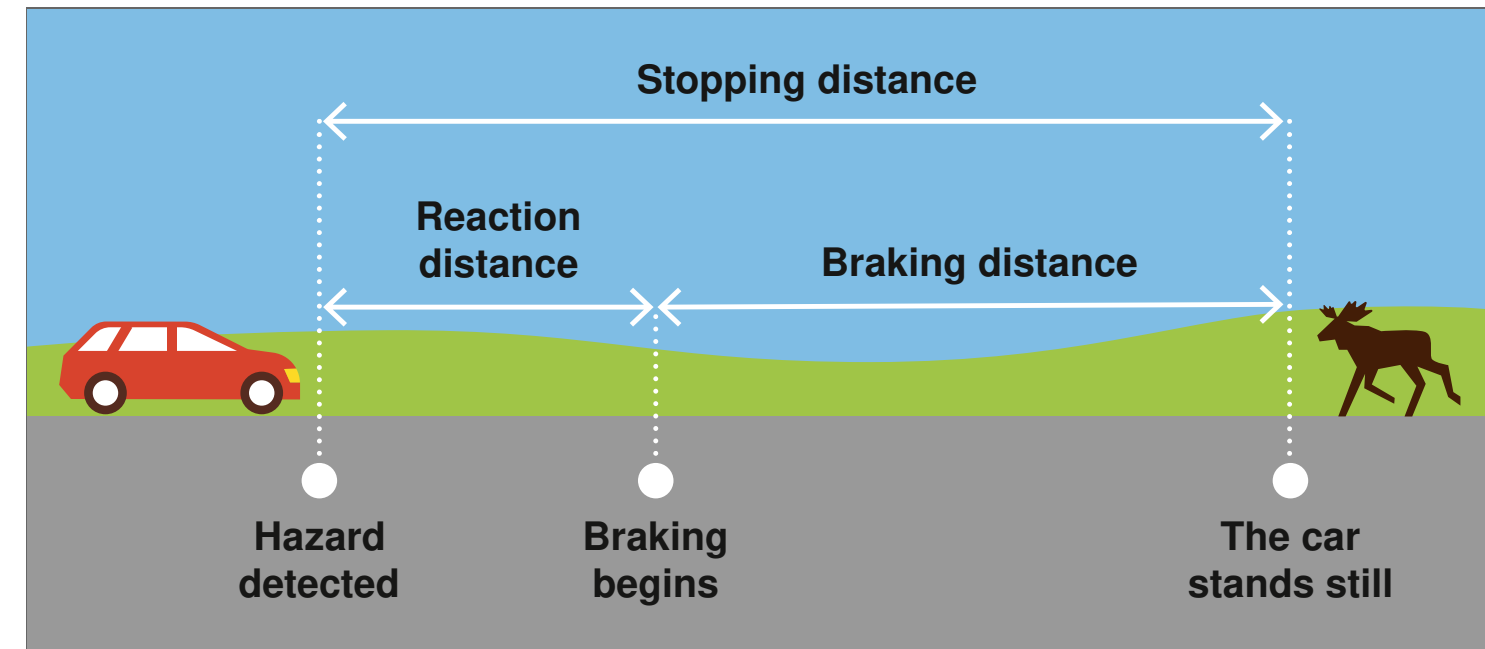 Stopping distance
Reaction
distance
Braking distance
Hazard
detected
Braking
begins
The car
stands still